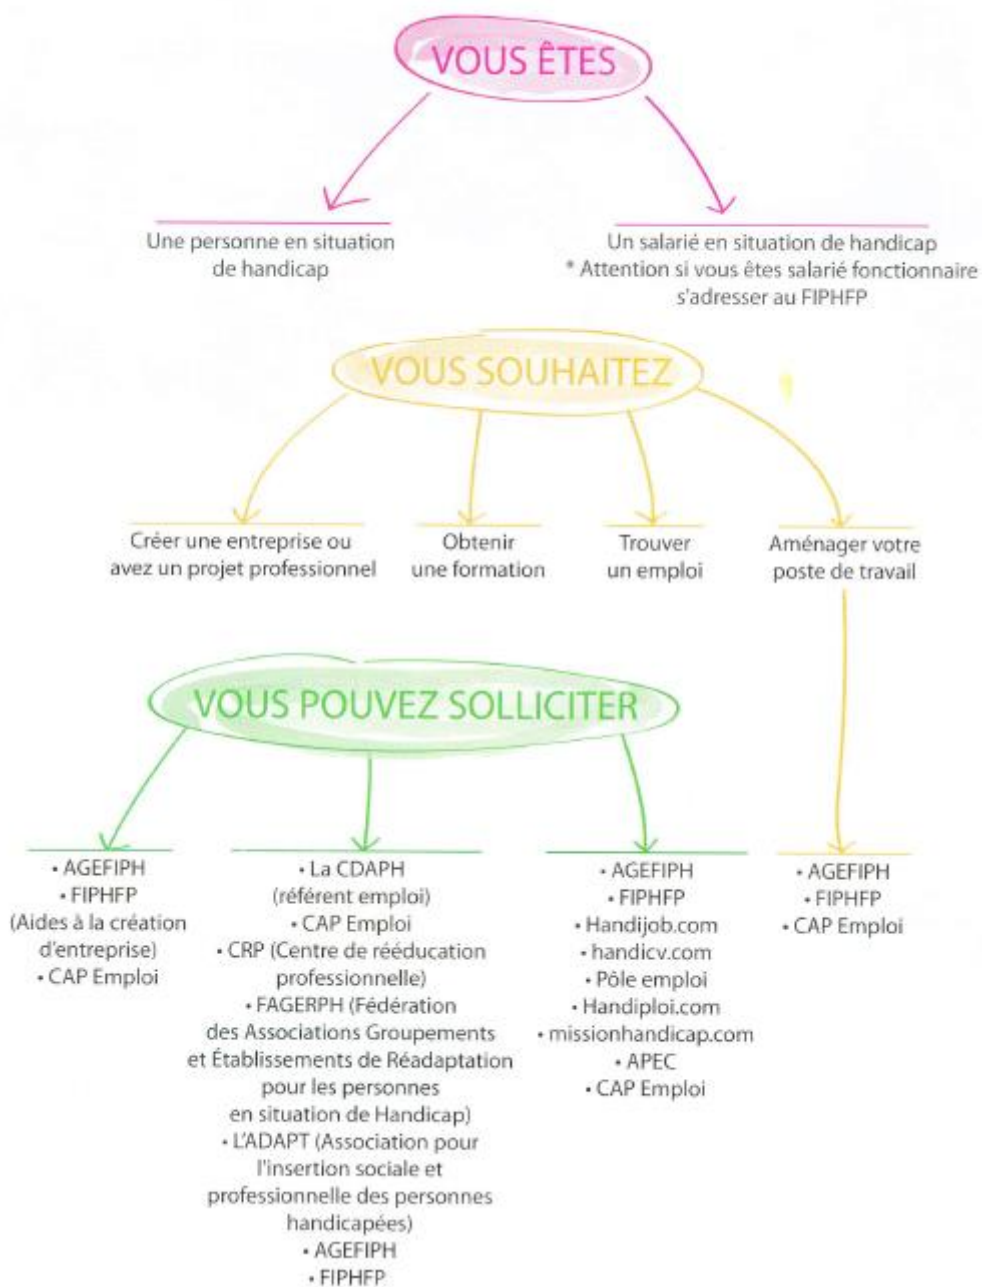 VOUS ÊTES
Une personne en situation
de handicap
Un salarié en situation de handicap
* Attention si vous êtes salarié fonctionnaire
s'adresser au FIPHFP
VOUS SOUHAITEZ
Créer une entreprise ou
avez un projet professionnel
Obtenir
une formation
Trouver
un emploi
Aménager votre
poste de travail
VOUS POUVEZ SOLLICITER
• AGEFIPH
• FIPHFP
(Aides à la création
d'entreprise)
• CAP Emploi
• La CDAPH
(référent emploi)
• CAP Emploi
• CRP (Centre de rééducation
professionnelle)
• FAGERPH (Fédération
des Associations Groupements
et Établissements de Réadaptation
pour les personnes
en situation de Handicap)
• L'ADAPT (Association pour
l'insertion sociale et
professionnelle des personnes
handicapées)
• AGEFIPH
• FIPHFP
• AGEFIPH
• FIPHFP
• Handijob.com
• handicv.com
• Pôle emploi
• Handiploi.com
• missionhandicap.com
• APEC
• CAP Emploi
• AGEFIPH
• FIPHFP
• CAP Emploi